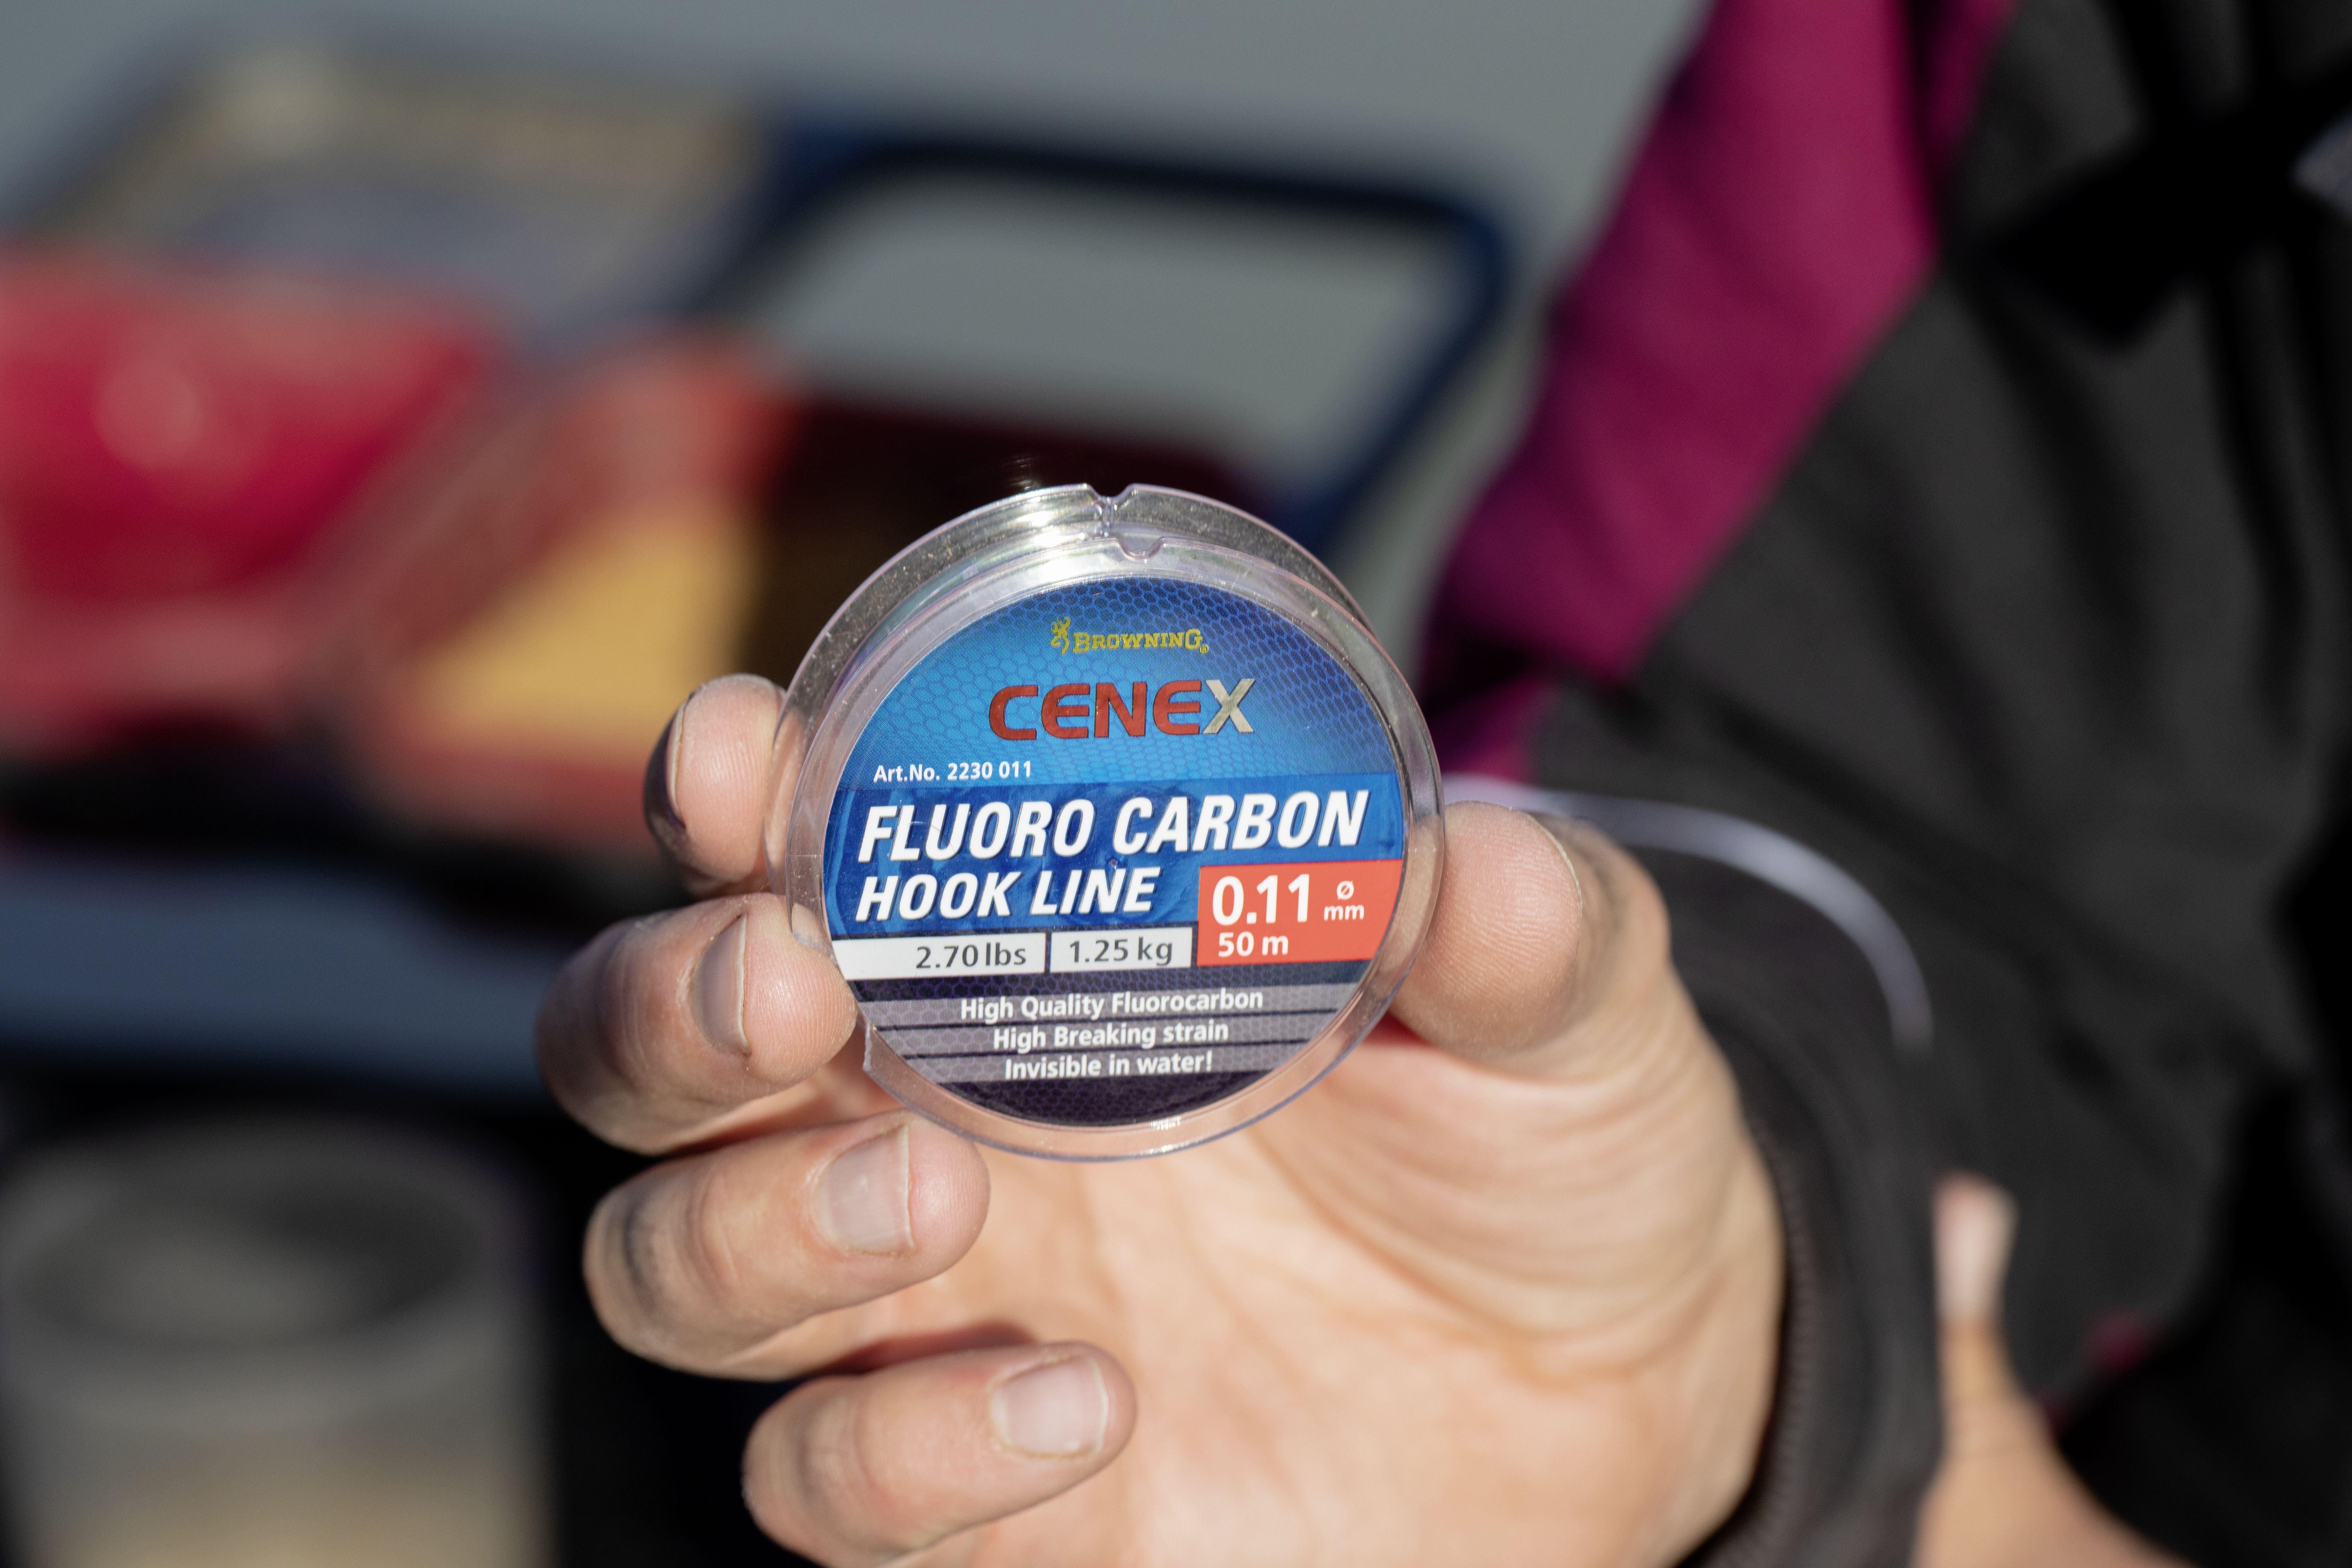 BROWNING
CENEX
Art.No. 2230 011
FLUORO CARBON
HOOK LINE
0.11 Ø mm
50 m
2.70 lbs
1.25 kg
High Quality Fluorocarbon
High Breaking strain
Invisible in water!